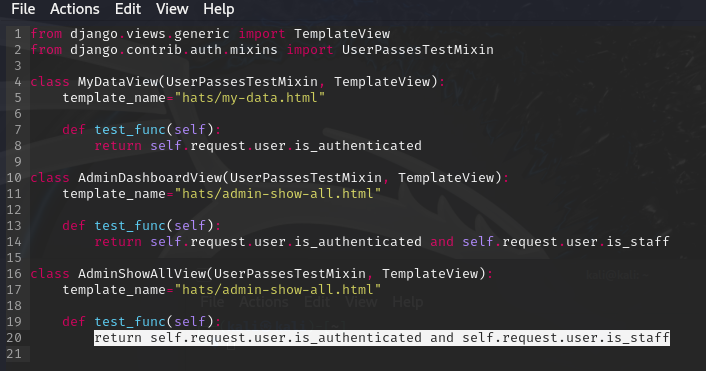 File Actions Edit View Help
1 from django.views.generic import TemplateView
2 from django.contrib.auth.mixins import UserPassesTestMixin
3
4 class MyDataView(UserPassesTestMixin, TemplateView):
5     template_name="hats/my-data.html"
6
7     def test_func(self):
8         return self.request.user.is_authenticated
9
10 class AdminDashboardView(UserPassesTestMixin, TemplateView):
11     template_name="hats/admin-show-all.html"
12
13     def test_func(self):
14         return self.request.user.is_authenticated and self.request.user.is_staff
15
16 class AdminShowAllView(UserPassesTestMixin, TemplateView):
17     template_name="hats/admin-show-all.html"
18
File Actions Edit View Help
19     def test_func(self):
20         return self.request.user.is_authenticated and self.request.user.is_staff
21